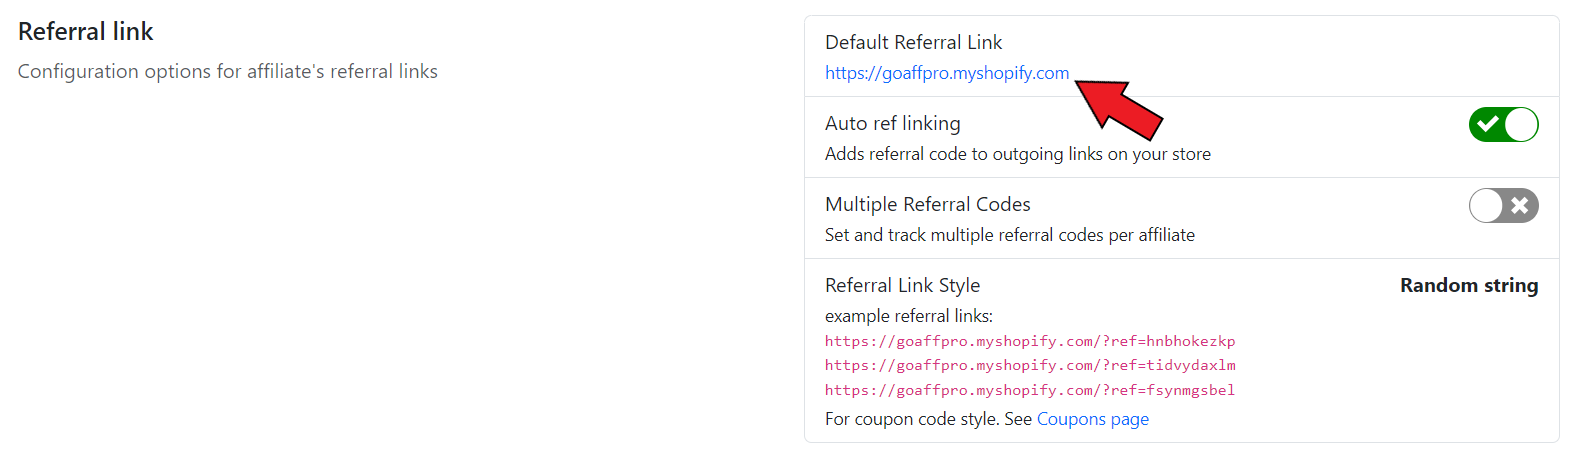 Referral link
Configuration options for affiliate's referral links
Default Referral Link
https://goaffpro.myshopify.com
Auto ref linking
Adds referral code to outgoing links on your store
Multiple Referral Codes
Set and track multiple referral codes per affiliate
Referral Link Style
Random string
example referral links:
https://goaffpro.myshopify.com/?ref=hnbhokezkp
https://goaffpro.myshopify.com/?ref=tidvydaxlm
https://goaffpro.myshopify.com/?ref=fsynmgsbel
For coupon code style. See Coupons page